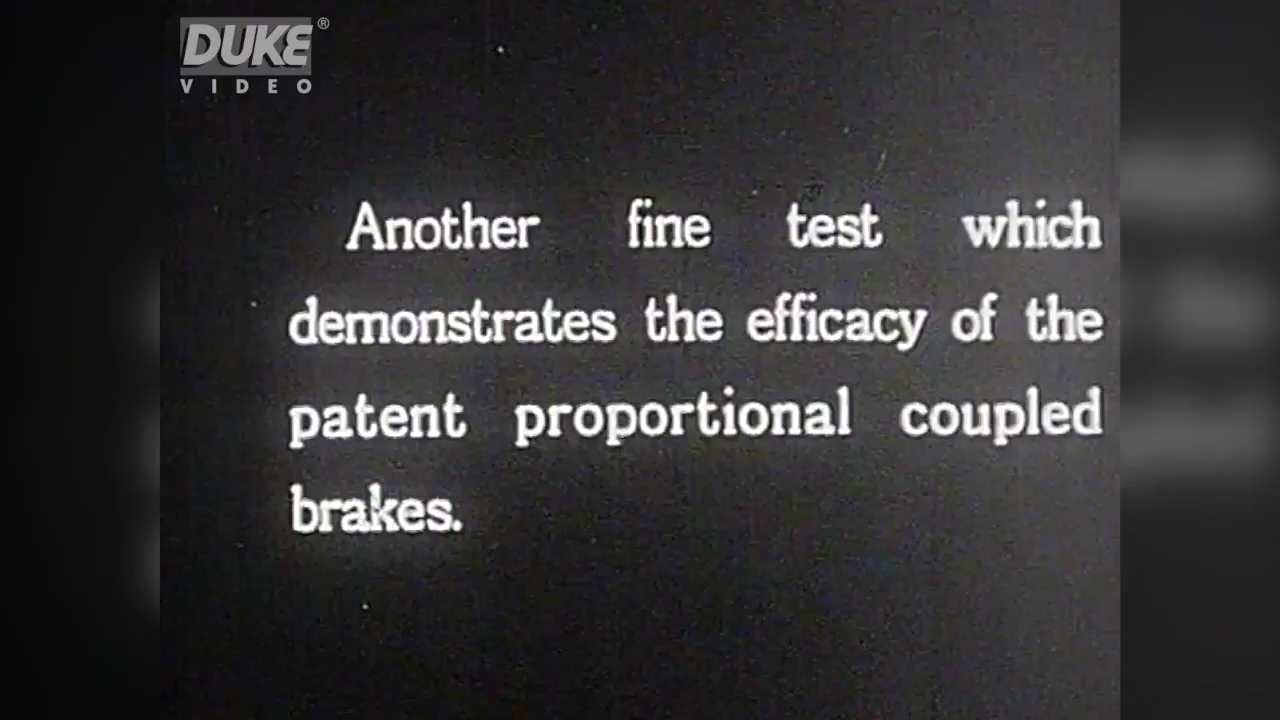 DUKE®
VIDEO
Another fine test which
demonstrates the efficacy of the
patent proportional coupled
brakes.